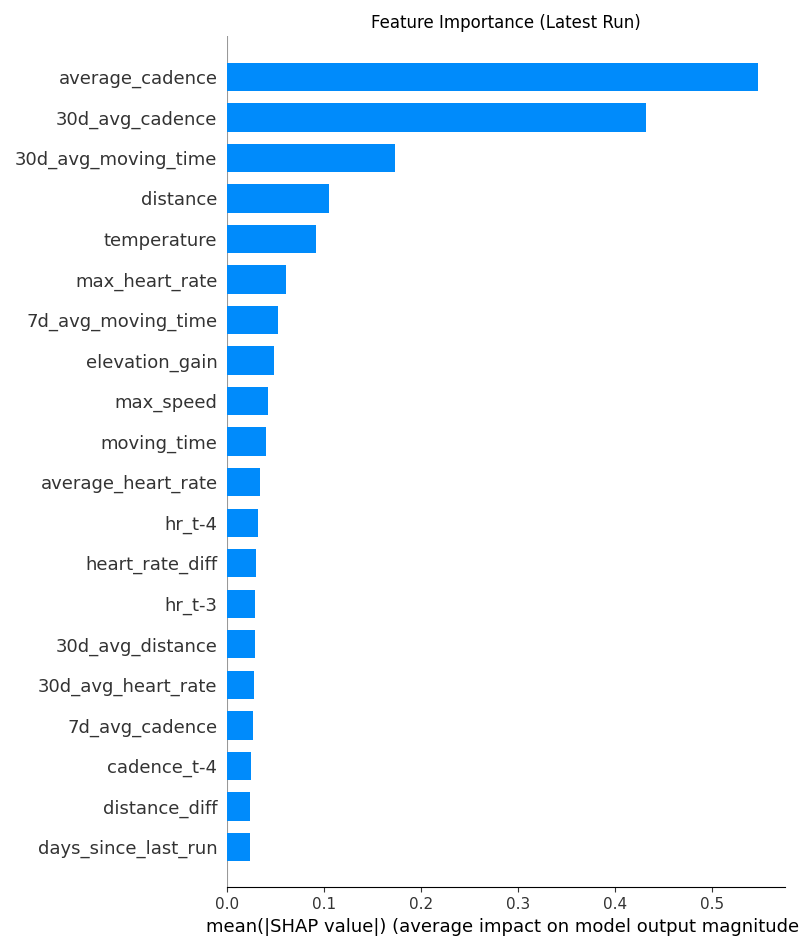 Feature Importance (Latest Run)
average_cadence
30d_avg_cadence
30d_avg_moving_time
distance
temperature
max_heart_rate
7d_avg_moving_time
elevation_gain
max_speed
moving_time
average_heart_rate
hr_t-4
heart_rate_diff
hr_t-3
30d_avg_distance
30d_avg_heart_rate
7d_avg_cadence
cadence_t-4
distance_diff
days_since_last_run
0.0 0.1 0.2 0.3 0.4 0.5
mean(|SHAP value|) (average impact on model output magnitude